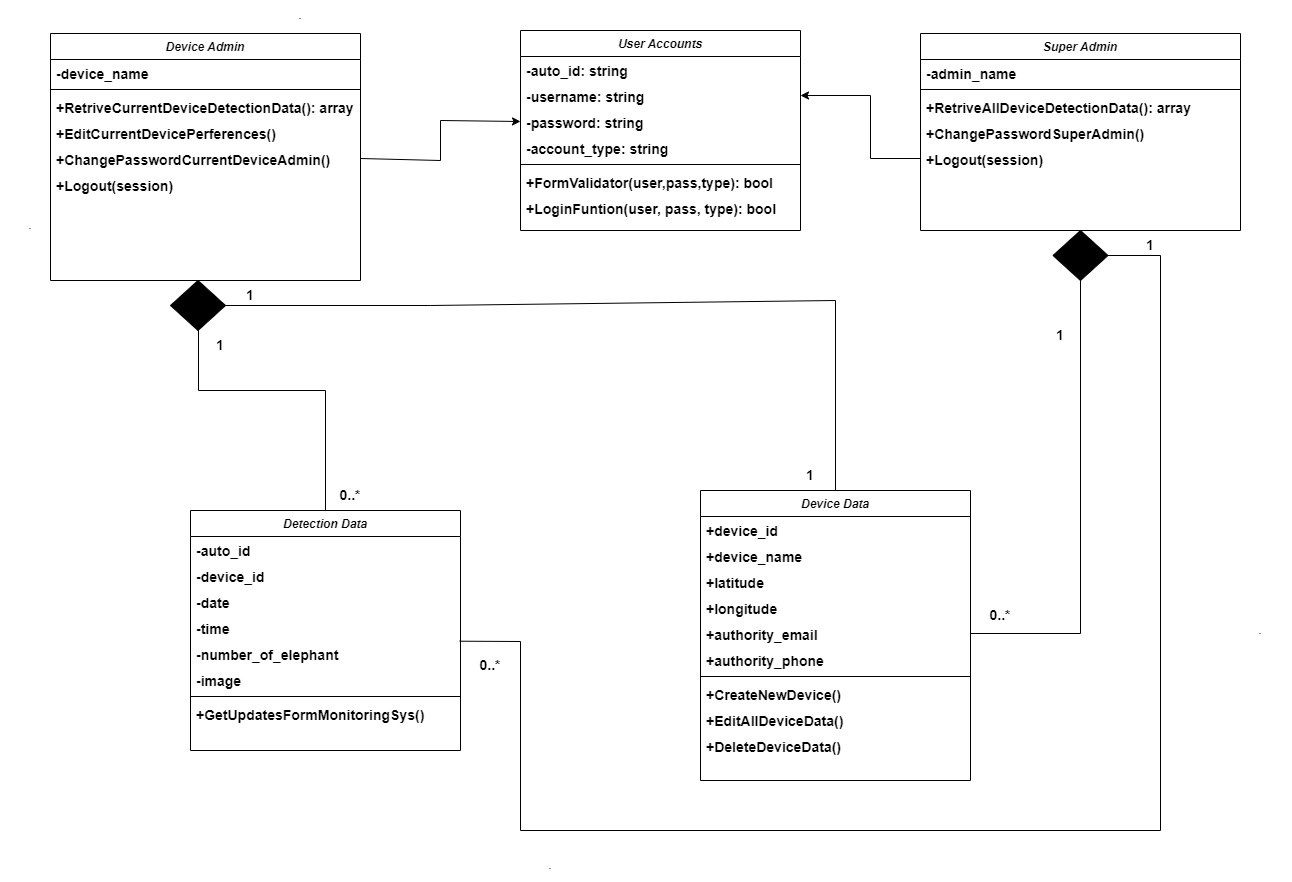 Device Admin
-device_name
+RetriveCurrentDeviceDetectionData(): array
+EditCurrentDevicePerferences()
+ChangePasswordCurrentDeviceAdmin()
+Logout(session)
User Accounts
-auto_id: string
-username: string
-password: string
-account_type: string
+FormValidator(user,pass,type): bool
+LoginFuntion(user, pass, type): bool
Super Admin
-admin_name
+RetriveAllDeviceDetectionData(): array
+ChangePasswordSuperAdmin()
+Logout(session)
1
1
1
1
1
0..*
Detection Data
-auto_id
-device_id
-date
-time
-number_of_elephant
-image
+GetUpdatesFormMonitoringSys()
0..*
Device Data
+device_id
+device_name
+latitude
+longitude
+authority_email
+authority_phone
+CreateNewDevice()
+EditAllDeviceData()
+DeleteDeviceData()
0..*